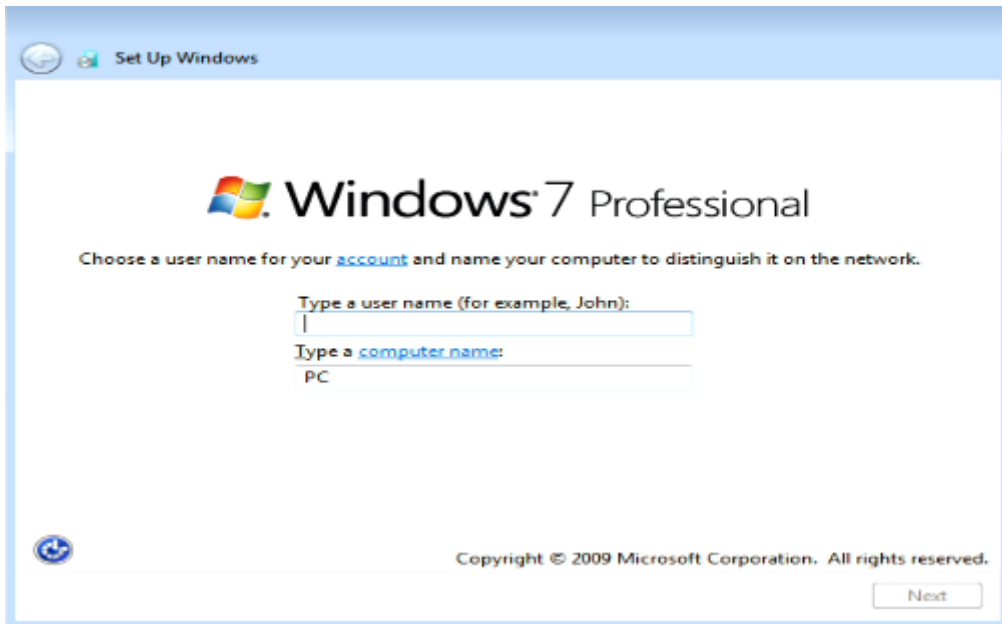 Set Up Windows
Windows 7 Professional
Choose a user name for your account and name your computer to distinguish it on the network.
Type a user name (for example, John):
Type a computer name:
PC
Copyright © 2009 Microsoft Corporation. All rights reserved.
Next